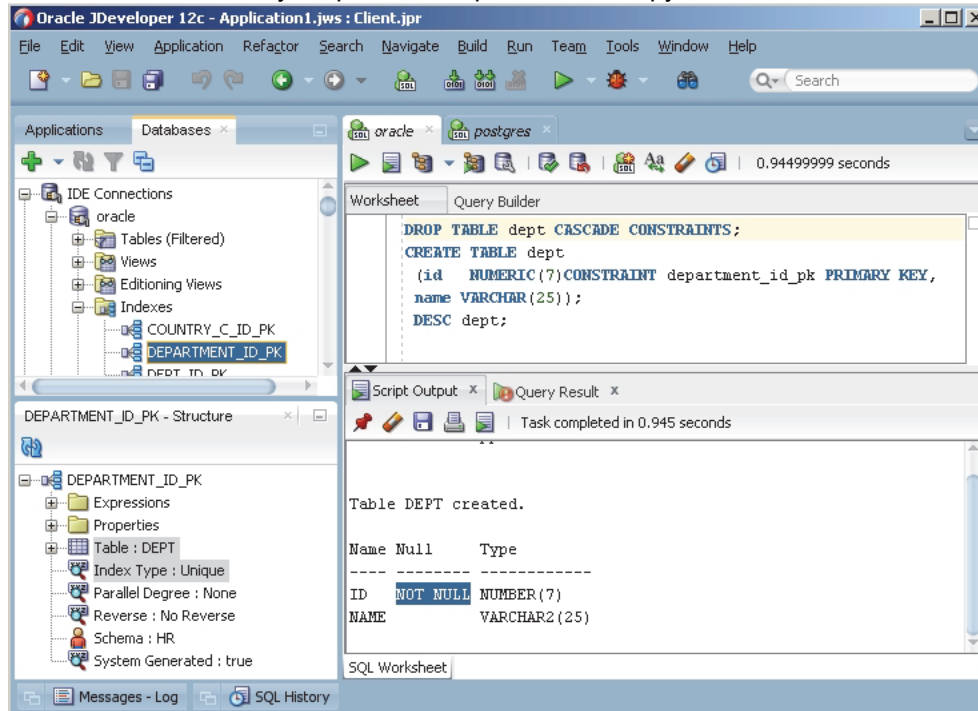 Oracle JDeveloper 12c - Application1.jws : Client.jpr
File Edit View Application Refactor Search Navigate Build Run Team Tools Window Help
Search
Applications Databases
oracle postgres
0.94499999 seconds
IDE Connections
oracle
Tables (Filtered)
Views
Editioning Views
Indexes
COUNTRY_C_ID_PK
DEPARTMENT_ID_PK
DEPT_ID_PK
Worksheet Query Builder
DROP TABLE dept CASCADE CONSTRAINTS;
CREATE TABLE dept
(id NUMERIC(7)CONSTRAINT department_id_pk PRIMARY KEY,
name VARCHAR(25));
DESC dept;
DEPARTMENT_ID_PK - Structure
DEPARTMENT_ID_PK
Expressions
Properties
Table : DEPT
Index Type : Unique
Parallel Degree : None
Reverse : No Reverse
Schema : HR
System Generated : true
Script Output Query Result
Task completed in 0.945 seconds
Table DEPT created.
Name Null Type
---- -------- ------------
ID NOT NULL NUMBER(7)
NAME VARCHAR2(25)
SQL Worksheet
Messages - Log SQL History